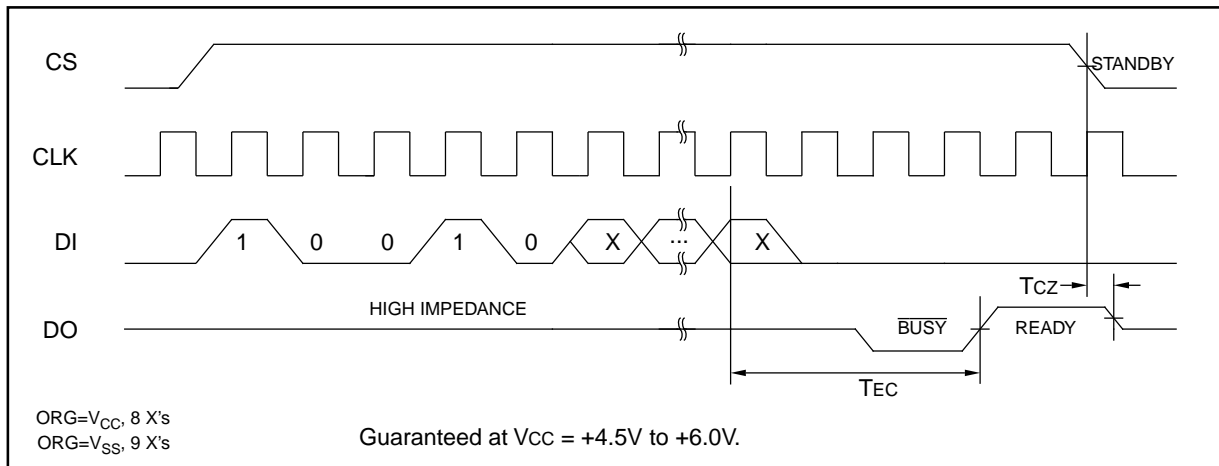 CS
STANDBY
CLK
DI
1 0 0 1 0 X ... X
TCZ
HIGH IMPEDANCE
DO
BUSY
READY
TEC
ORG=VCC, 8 X's
ORG=VSS, 9 X's
Guaranteed at VCC = +4.5V to +6.0V.